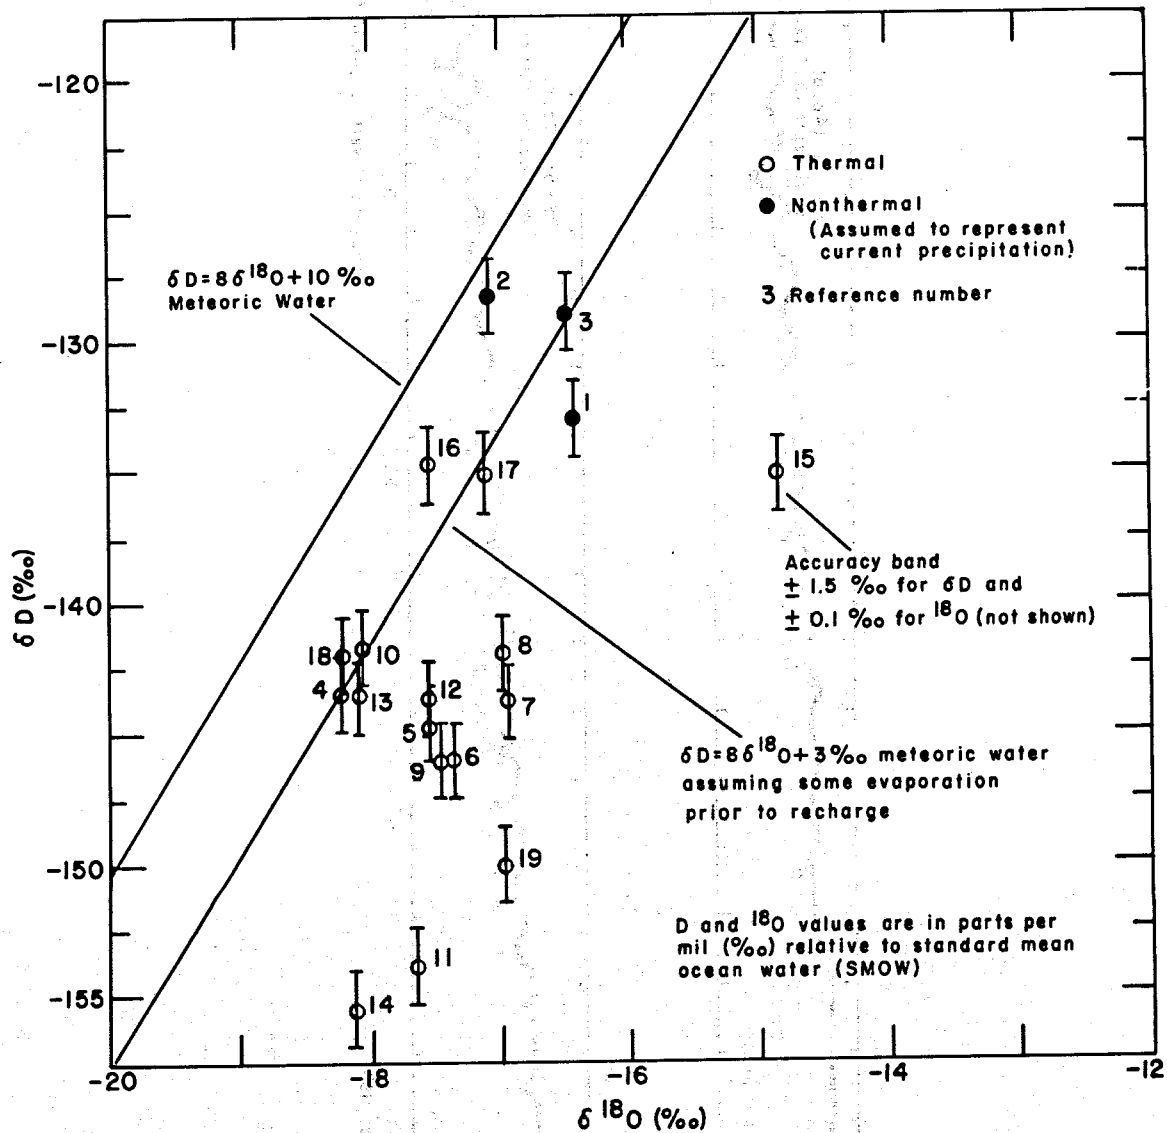 -120
-130
-140
-150
-155
δ D (‰)
-20
-18
-16
-14
-12
δ ¹⁸O (‰)
Thermal
Nonthermal
(Assumed to represent
current precipitation)
3 Reference number
δD=8δ¹⁸O+10 ‰
Meteoric Water
2
3
1
16
17
15
Accuracy band
± 1.5 ‰ for δD and
± 0.1 ‰ for ¹⁸O (not shown)
18
10
4
13
12
5
9
6
8
7
δD=8δ¹⁸O+3‰ meteoric water
assuming some evaporation
prior to recharge
19
11
14
D and ¹⁸O values are in parts per
mil (‰) relative to standard mean
ocean water (SMOW)